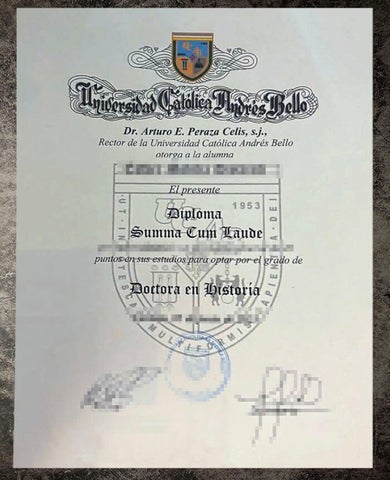 Universidad Católica Andrés Bello
Dr. Arturo E. Peraza Celis, s.j.,
Rector de la Universidad Católica Andrés Bello
otorga a la alumna
El presente
1953
Diploma
Summa Cum Laude
puntos en sus estudios para optar por el grado de
Doctora en Historia